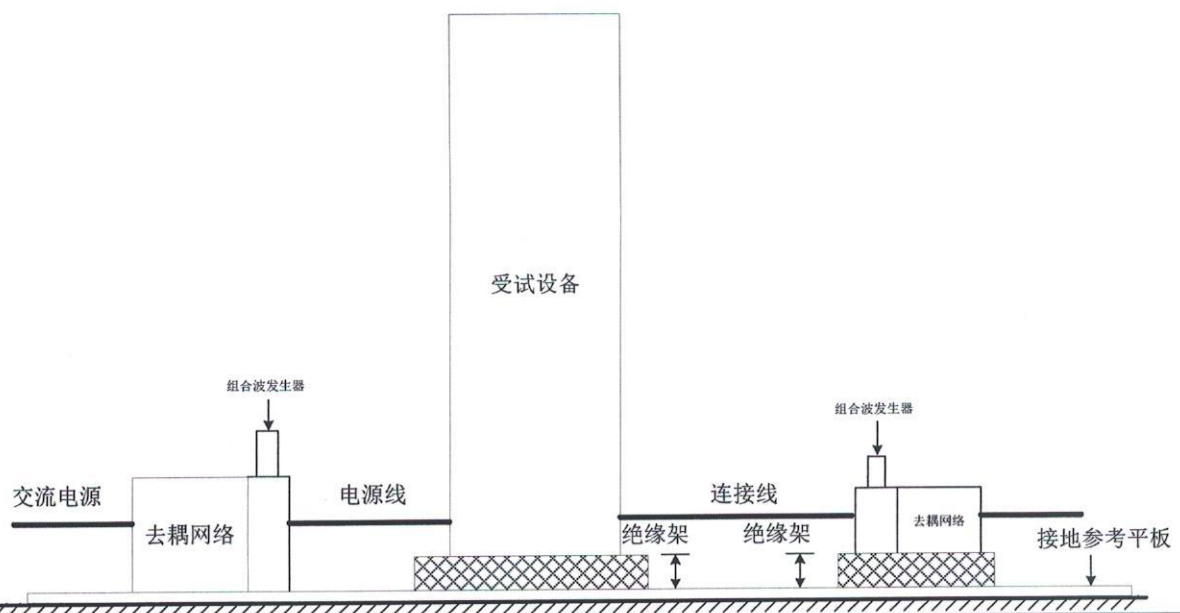 受试设备
组合波发生器
组合波发生器
交流电源
电源线
连接线
去耦网络
绝缘架
绝缘架
去耦网络
接地参考平板